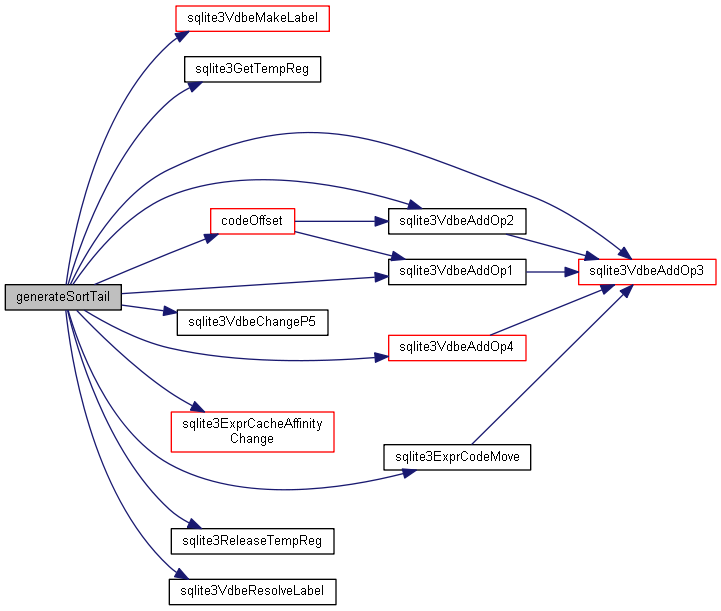 sqlite3VdbeMakeLabel
sqlite3GetTempReg
codeOffset
sqlite3VdbeAddOp2
sqlite3VdbeAddOp1
sqlite3VdbeAddOp3
generateSortTail
sqlite3VdbeChangeP5
sqlite3VdbeAddOp4
sqlite3ExprCacheAffinity
Change
sqlite3ExprCodeMove
sqlite3ReleaseTempReg
sqlite3VdbeResolveLabel